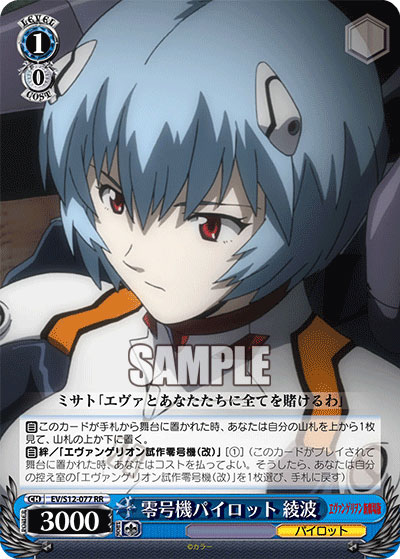 LEVEL
1
0
COST
SAMPLE
ミサト「エヴァとあなたたちに全てを賭けるわ」
自このカードが手札から舞台に置かれた時、あなたは自分の山札を上から1枚
見て、山札の上か下に置く。
自絆／「エヴァンゲリオン試作零号機(改)」［①］ (このカードがプレイされて
舞台に置かれた時、あなたはコストを払ってよい。そうしたら、あなたは自分
の控え室の「エヴァンゲリオン試作零号機(改)」を1枚選び、手札に戻す)
CH EV/S12-077 RR
POWER
3000
零号機パイロット 綾波
パイロット
©カラー